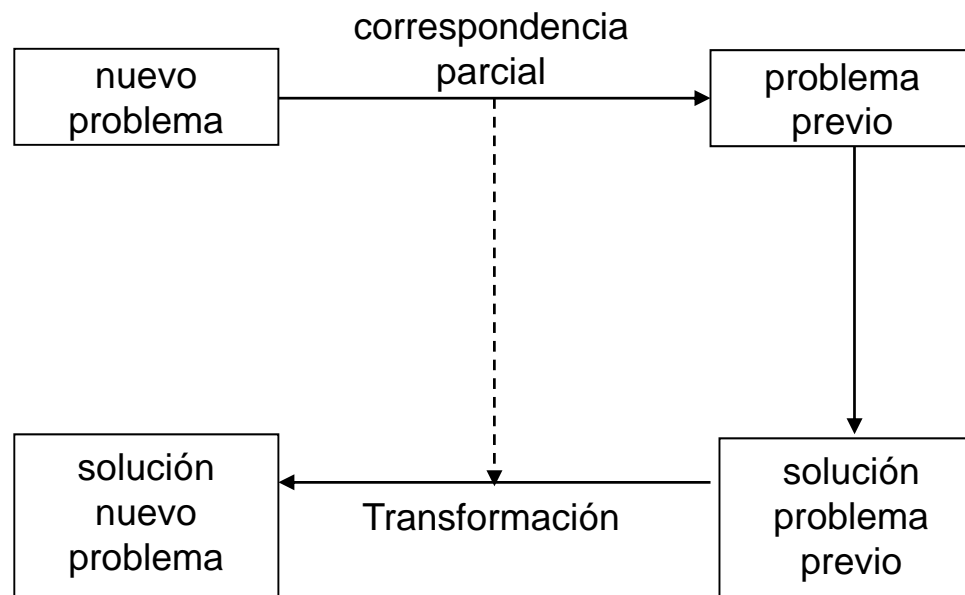 correspondencia
parcial
nuevo
problema
problema
previo
solución
nuevo
problema
Transformación
solución
problema
previo